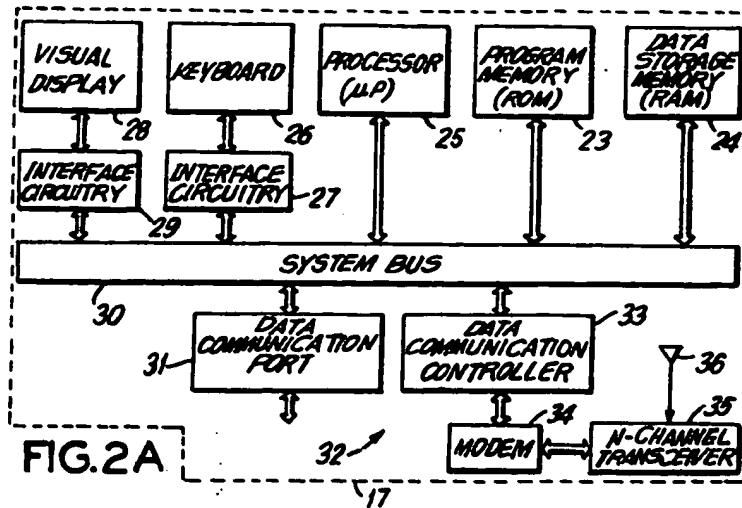 VISUAL
DISPLAY
28
KEYBOARD
26
PROCESSOR
(μP)
25
PROGRAM
MEMORY
(ROM)
23
DATA
STORAGE
MEMORY
(RAM)
24
INTERFACE
CIRCUITRY
29
INTERFACE
CIRCUITRY
27
SYSTEM BUS
30
DATA
COMMUNICATION
PORT
31
DATA
COMMUNICATION
CONTROLLER
33
36
34
MODEM
35
N-CHANNEL
TRANSCEIVER
32
FIG.2A
17